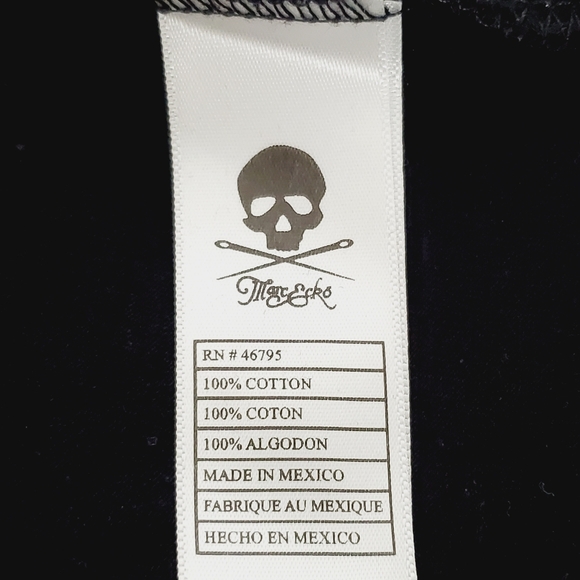 Marc Ecko
RN # 46795
100% COTTON
100% COTON
100% ALGODON
MADE IN MEXICO
FABRIQUE AU MEXIQUE
HECHO EN MEXICO